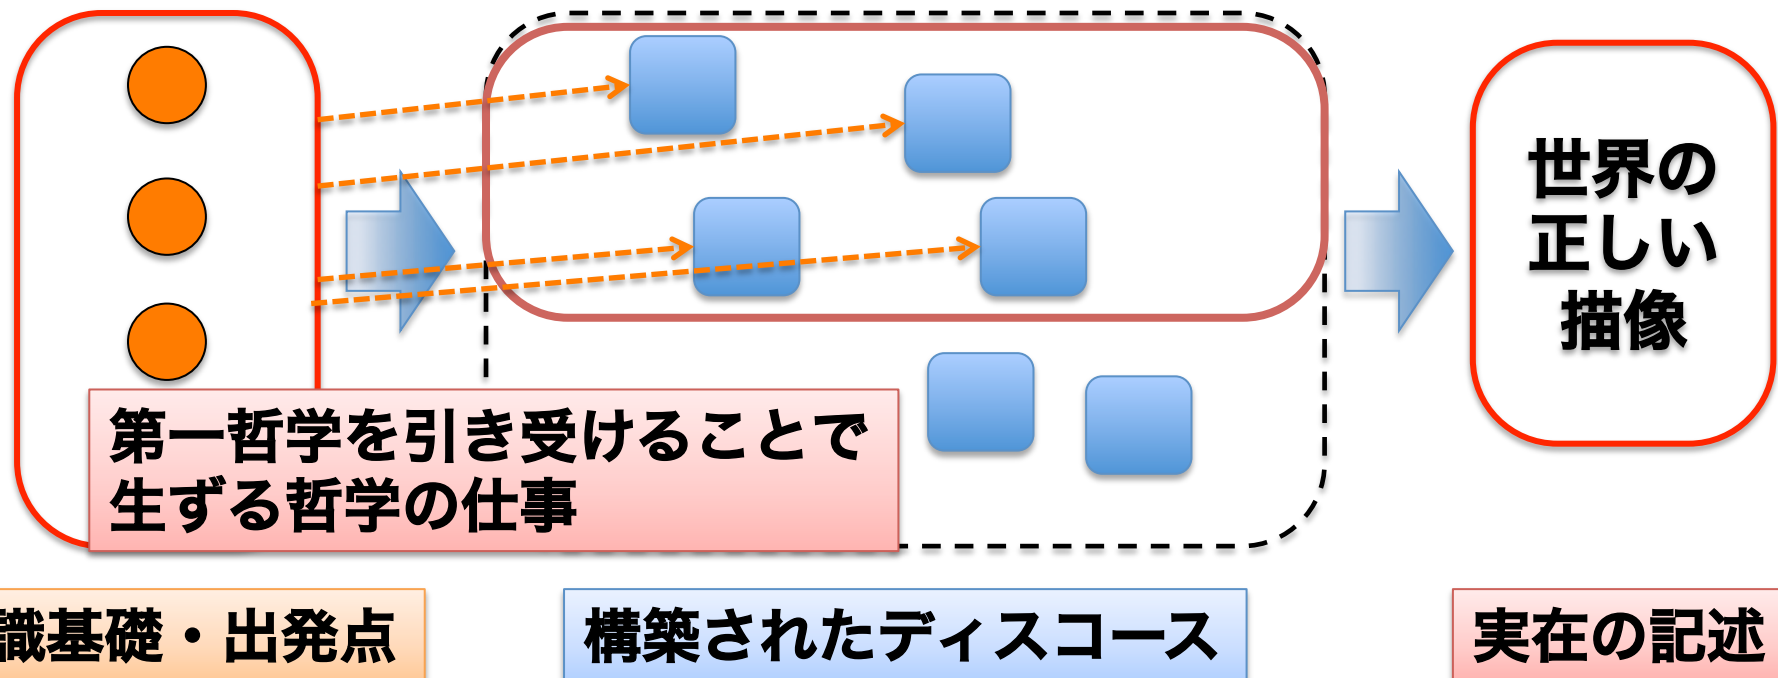 世界の
正しい
描像
第一哲学を引き受けることで
生ずる哲学の仕事
識基礎・出発点
構築されたディスコース
実在の記述